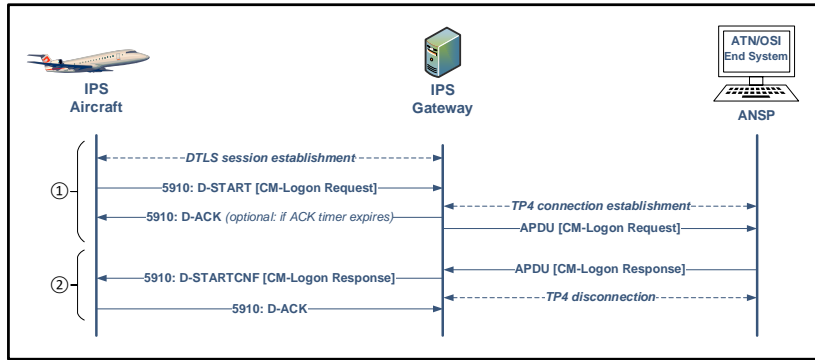 ATN/OSI
End System
IPS
Aircraft
IPS
Gateway
ANSP
DTLS session establishment
①
5910: D-START [CM-Logon Request]
TP4 connection establishment
5910: D-ACK (optional: if ACK timer expires)
APDU [CM-Logon Request]
②
APDU [CM-Logon Response]
5910: D-STARTCNF [CM-Logon Response]
TP4 disconnection
5910: D-ACK